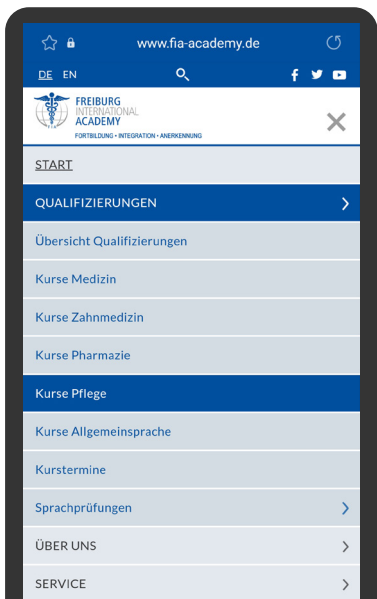 www.fia-academy.de
DE EN
FREIBURG
INTERNATIONAL
ACADEMY
FORTBILDUNG • INTEGRATION • ANERKENNUNG
START
QUALIFIZIERUNGEN
Übersicht Qualifizierungen
Kurse Medizin
Kurse Zahnmedizin
Kurse Pharmazie
Kurse Pflege
Kurse Allgemeinsprache
Kurstermine
Sprachprüfungen
ÜBER UNS
SERVICE